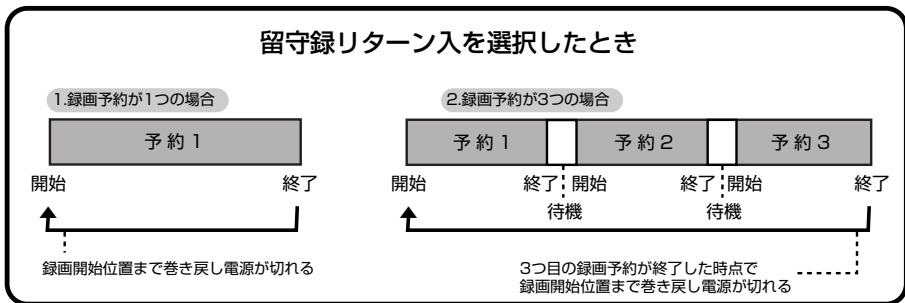 留守録リターン入を選択したとき
1.録画予約が1つの場合
予約1
開始
終了
録画開始位置まで巻き戻し電源が切れる
2.録画予約が3つの場合
予約1
予約2
予約3
開始
終了
開始
終了
開始
終了
待機
待機
3つ目の録画予約が終了した時点で
録画開始位置まで巻き戻し電源が切れる